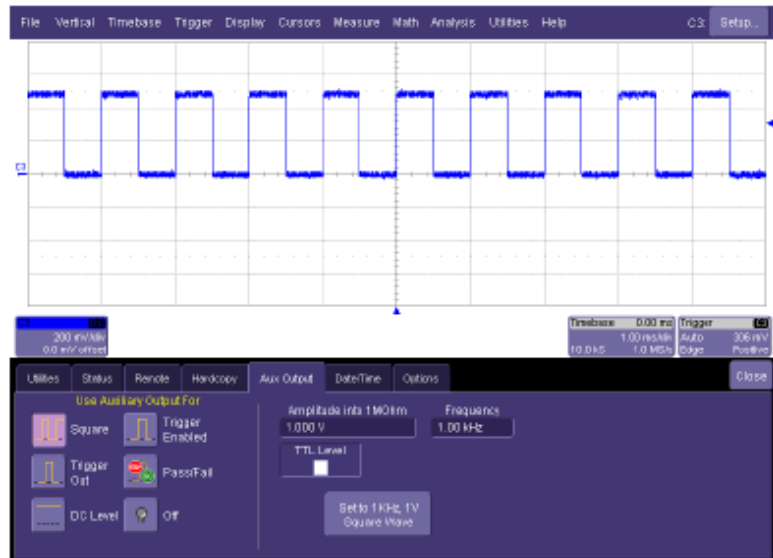 File Vertical Timebase Trigger Display Cursors Measure Math Analysis Utilities Help C3: Setup...
C3
200 mV/div
0.0 mV offset
Timebase 0.00 ms
1.00 ms/div
10.0 kS 1.0 MS/s
Trigger C3
Auto 306 mV
Edge Positive
Utilities Status Remote Hardcopy Aux Output Date/Time Options Close
Use Auxiliary Output For
Square
Trigger Enabled
Trigger Out
Pass/Fail
DC Level
Off
Amplitude into 1MOhm
1.000 V
Frequency
1.00 kHz
TTL Level
Set to 1KHz, 1V
Square Wave